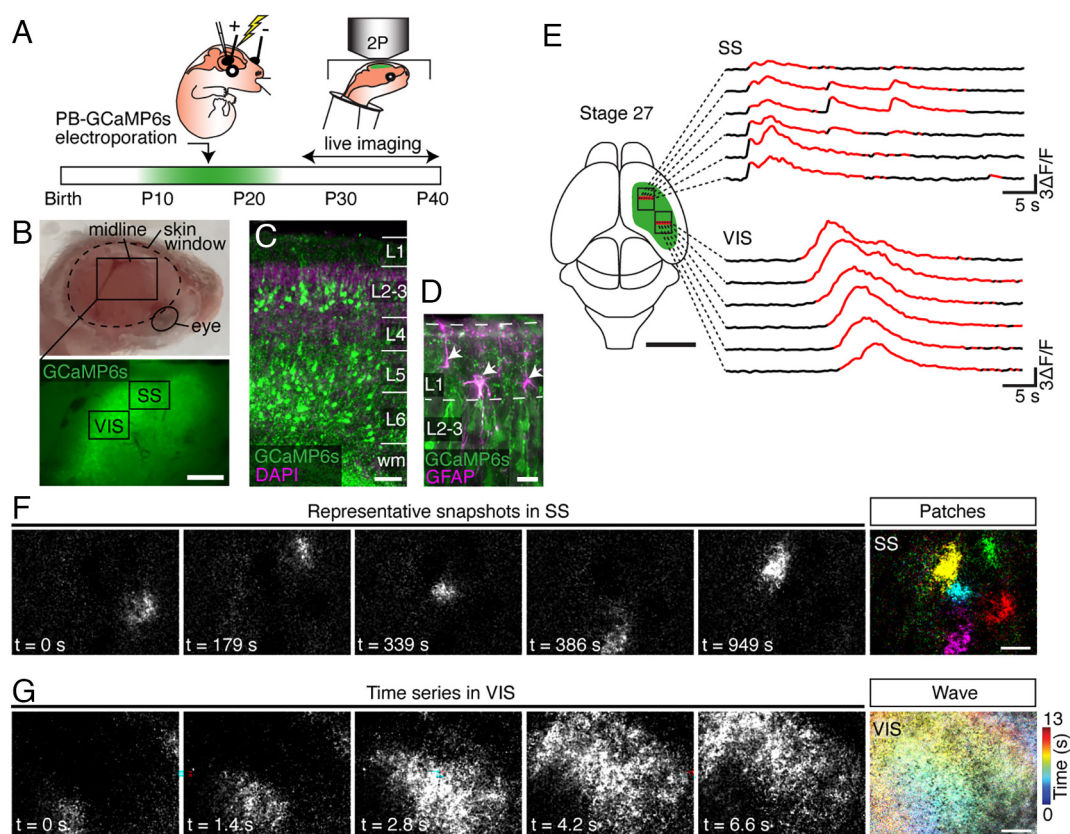 A
+
-
2P
PB-GCaMP6s
electroporation
live imaging
Birth
P10
P20
P30
P40
B
midline
skin
window
eye
GCaMP6s
SS
VIS
C
L1
L2-3
L4
L5
L6
wm
GCaMP6s
DAPI
D
L1
L2-3
GCaMP6s
GFAP
E
Stage 27
SS
3ΔF/F
5 s
VIS
3ΔF/F
5 s
F
Representative snapshots in SS
Patches
t = 0 s
t = 179 s
t = 339 s
t = 386 s
t = 949 s
SS
G
Time series in VIS
Wave
t = 0 s
t = 1.4 s
t = 2.8 s
t = 4.2 s
t = 6.6 s
VIS
13
Time (s)
0